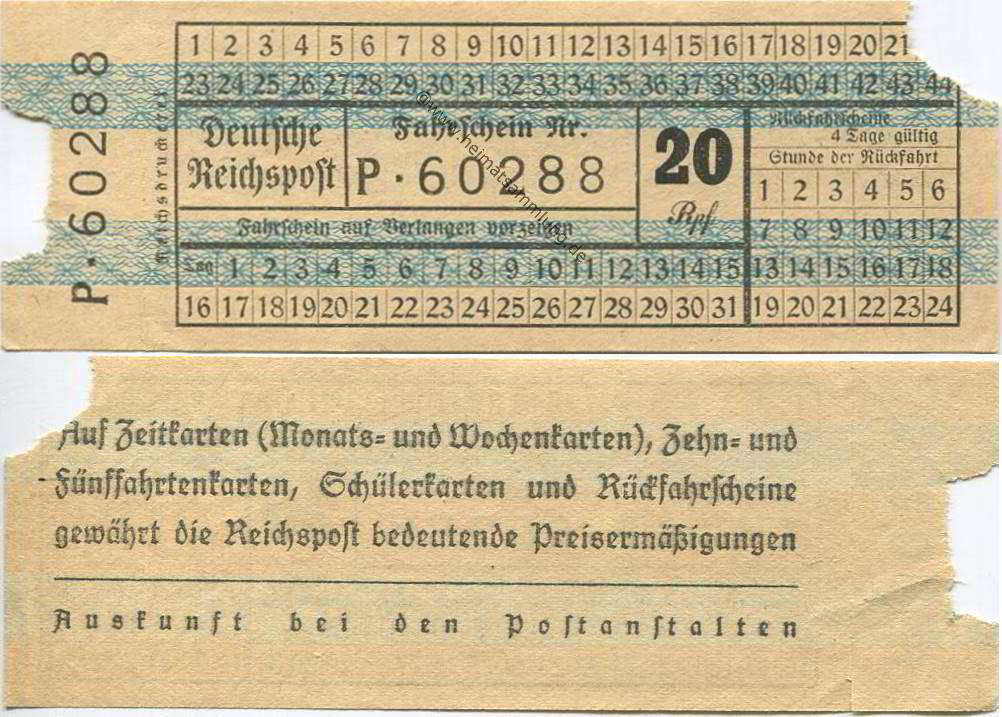 1 2 3 4 5 6 7 8 9 10 11 12 13 14 15 16 17 18 19 20 21
23 24 25 26 27 28 29 30 31 32 33 34 35 36 37 38 39 40 41 42 43 44
P·60288
Reichsdrucke
Deutsche
Reichspost
Fahrschein Nr.
P·60288
20
Rpf
Fahrschein auf Verlangen vorzeigen
Rückfahrscheine
4 Tage gültig
Stunde der Rückfahrt
1 2 3 4 5 6
7 8 9 10 11 12
13 14 15 16 17 18
19 20 21 22 23 24
Tag 1 2 3 4 5 6 7 8 9 10 11 12 13 14 15
16 17 18 19 20 21 22 23 24 25 26 27 28 29 30 31
©www.heimatsammlung.de
Auf Zeitkarten (Monats= und Wochenkarten), Zehn= und
Fünffahrtenkarten, Schülerkarten und Rückfahrscheine
gewährt die Reichspost bedeutende Preisermäßigungen
Auskunft bei den Postanstalten